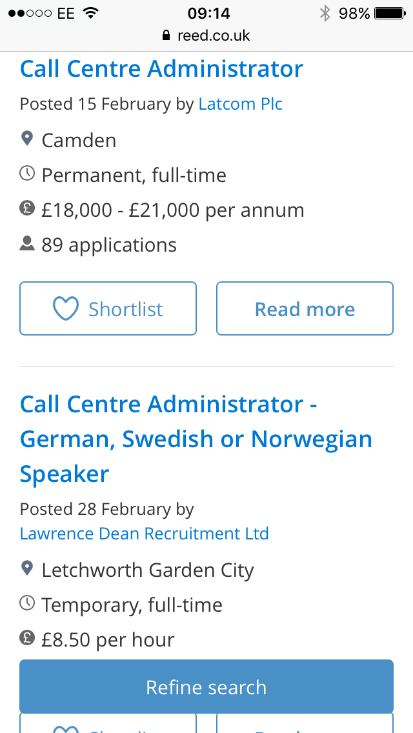 EE 09:14 98%
reed.co.uk
Call Centre Administrator
Posted 15 February by Latcom Plc
Camden
Permanent, full-time
£18,000 - £21,000 per annum
89 applications
Shortlist Read more
Call Centre Administrator -
German, Swedish or Norwegian
Speaker
Posted 28 February by
Lawrence Dean Recruitment Ltd
Letchworth Garden City
Temporary, full-time
£8.50 per hour
Refine search